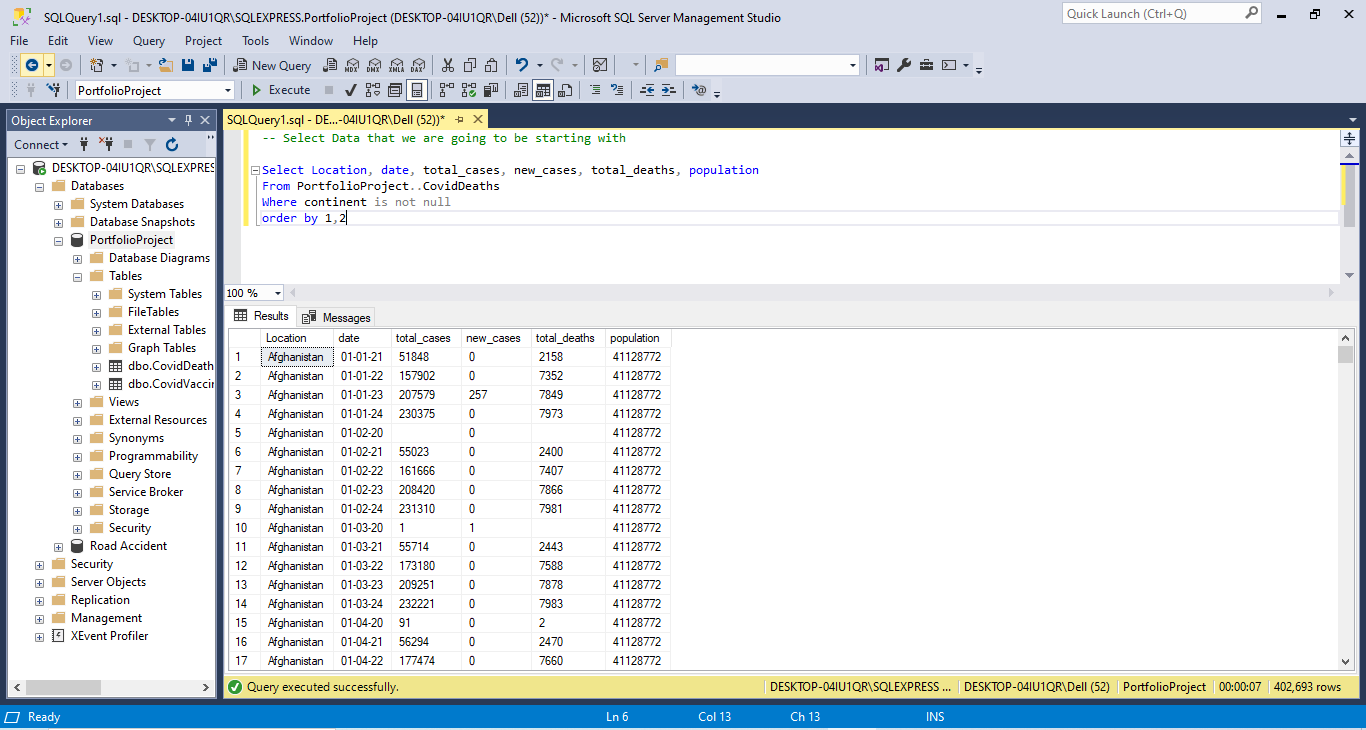 SQLQuery1.sql - DESKTOP-04IU1QR\SQLEXPRESS.PortfolioProject (DESKTOP-04IU1QR\Dell (52))* - Microsoft SQL Server Management Studio
Quick Launch (Ctrl+Q)
File Edit View Query Project Tools Window Help
New Query MDX DMX XMLA DAX
PortfolioProject Execute
Object Explorer
Connect
DESKTOP-04IU1QR\SQLEXPRES
Databases
System Databases
Database Snapshots
PortfolioProject
Database Diagrams
Tables
System Tables
FileTables
External Tables
Graph Tables
dbo.CovidDeath
dbo.CovidVaccin
Views
External Resources
Synonyms
Programmability
Query Store
Service Broker
Storage
Security
Road Accident
Security
Server Objects
Replication
Management
XEvent Profiler
SQLQuery1.sql - DE...-04IU1QR\Dell (52))*
-- Select Data that we are going to be starting with
Select Location, date, total_cases, new_cases, total_deaths, population
From PortfolioProject..CovidDeaths
Where continent is not null
order by 1,2
100 %
Results Messages
Location date total_cases new_cases total_deaths population
1 Afghanistan 01-01-21 51848 0 2158 41128772
2 Afghanistan 01-01-22 157902 0 7352 41128772
3 Afghanistan 01-01-23 207579 257 7849 41128772
4 Afghanistan 01-01-24 230375 0 7973 41128772
5 Afghanistan 01-02-20 0 41128772
6 Afghanistan 01-02-21 55023 0 2400 41128772
7 Afghanistan 01-02-22 161666 0 7407 41128772
8 Afghanistan 01-02-23 208420 0 7866 41128772
9 Afghanistan 01-02-24 231310 0 7981 41128772
10 Afghanistan 01-03-20 1 1 41128772
11 Afghanistan 01-03-21 55714 0 2443 41128772
12 Afghanistan 01-03-22 173180 0 7588 41128772
13 Afghanistan 01-03-23 209251 0 7878 41128772
14 Afghanistan 01-03-24 232221 0 7983 41128772
15 Afghanistan 01-04-20 91 0 2 41128772
16 Afghanistan 01-04-21 56294 0 2470 41128772
17 Afghanistan 01-04-22 177474 0 7660 41128772
Query executed successfully. DESKTOP-04IU1QR\SQLEXPRESS ... DESKTOP-04IU1QR\Dell (52) PortfolioProject 00:00:07 402,693 rows
Ready Ln 6 Col 13 Ch 13 INS